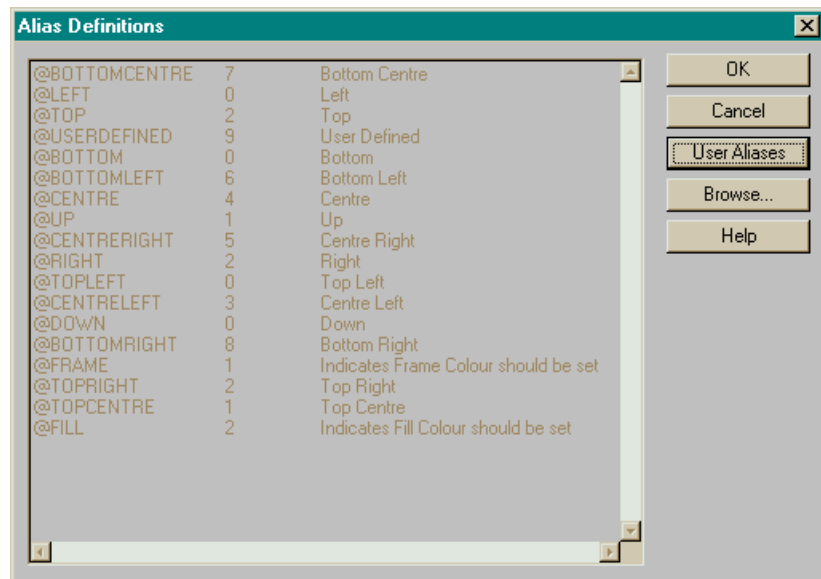 Alias Definitions
@BOTTOMCENTRE 7 Bottom Centre
@LEFT 0 Left
@TOP 2 Top
@USERDEFINED 9 User Defined
@BOTTOM 0 Bottom
@BOTTOMLEFT 6 Bottom Left
@CENTRE 4 Centre
@UP 1 Up
@CENTRERIGHT 5 Centre Right
@RIGHT 2 Right
@TOPLEFT 0 Top Left
@CENTRELEFT 3 Centre Left
@DOWN 0 Down
@BOTTOMRIGHT 8 Bottom Right
@FRAME 1 Indicates Frame Colour should be set
@TOPRIGHT 2 Top Right
@TOPCENTRE 1 Top Centre
@FILL 2 Indicates Fill Colour should be set
OK
Cancel
User Aliases
Browse...
Help